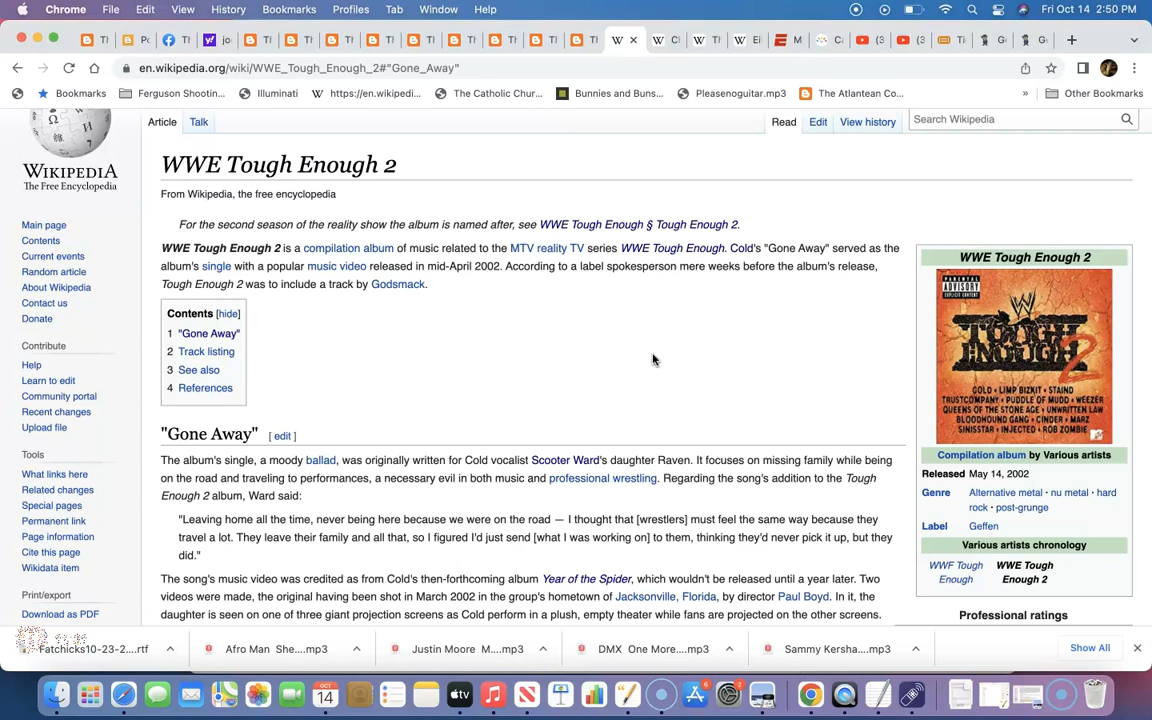 Chrome File Edit View History Bookmarks Profiles Tab Window Help Fri Oct 14 2:50 PM
en.wikipedia.org/wiki/WWE_Tough_Enough_2#"Gone_Away"
Bookmarks Ferguson Shootin... Illuminati https://en.wikipedi... The Catholic Chur... Bunnies and Buns... Pleasenoguitar.mp3 The Atlantean Co... » Other Bookmarks
Article Talk Read Edit View history Search Wikipedia
WIKIPEDIA
The Free Encyclopedia
Main page
Contents
Current events
Random article
About Wikipedia
Contact us
Donate
Contribute
Help
Learn to edit
Community portal
Recent changes
Upload file
Tools
What links here
Related changes
Special pages
Permanent link
Page information
Cite this page
Wikidata item
Print/export
Download as PDF
WWE Tough Enough 2
From Wikipedia, the free encyclopedia
For the second season of the reality show the album is named after, see WWE Tough Enough § Tough Enough 2.
WWE Tough Enough 2 is a compilation album of music related to the MTV reality TV series WWE Tough Enough. Cold's "Gone Away" served as the
album's single with a popular music video released in mid-April 2002. According to a label spokesperson mere weeks before the album's release,
Tough Enough 2 was to include a track by Godsmack.
Contents [hide]
1 "Gone Away"
2 Track listing
3 See also
4 References
"Gone Away" [ edit ]
The album's single, a moody ballad, was originally written for Cold vocalist Scooter Ward's daughter Raven. It focuses on missing family while being
on the road and traveling to performances, a necessary evil in both music and professional wrestling. Regarding the song's addition to the Tough
Enough 2 album, Ward said:
"Leaving home all the time, never being here because we were on the road — I thought that [wrestlers] must feel the same way because they
travel a lot. They leave their family and all that, so I figured I'd just send [what I was working on] to them, thinking they'd never pick it up, but they
did."
The song's music video was credited as from Cold's then-forthcoming album Year of the Spider, which wouldn't be released until a year later. Two
videos were made, the original having been shot in March 2002 in the group's hometown of Jacksonville, Florida, by director Paul Boyd. In it, the
daughter is seen on one of three giant projection screens as Cold perform in a plush, empty theater while fans are projected on the other screens.
WWE Tough Enough 2
PARENTAL
ADVISORY
EXPLICIT CONTENT
TOUGH
ENOUGH
2
COLD • LIMP BIZKIT • STAIND
TRUSTCOMPANY • PUDDLE OF MUDD • WEEZER
QUEENS OF THE STONE AGE • UNWRITTEN LAW
BLOODHOUND GANG • CINDER • MARZ
SINISSTAR • INJECTED • ROB ZOMBIE
Compilation album by Various artists
Released May 14, 2002
Genre Alternative metal · nu metal · hard
rock · post-grunge
Label Geffen
Various artists chronology
WWF Tough
Enough
WWE Tough
Enough 2
Professional ratings
Fatchicks10-23-2....rtf Afro Man She....mp3 Justin Moore M....mp3 DMX One More....mp3 Sammy Kersha....mp3 Show All